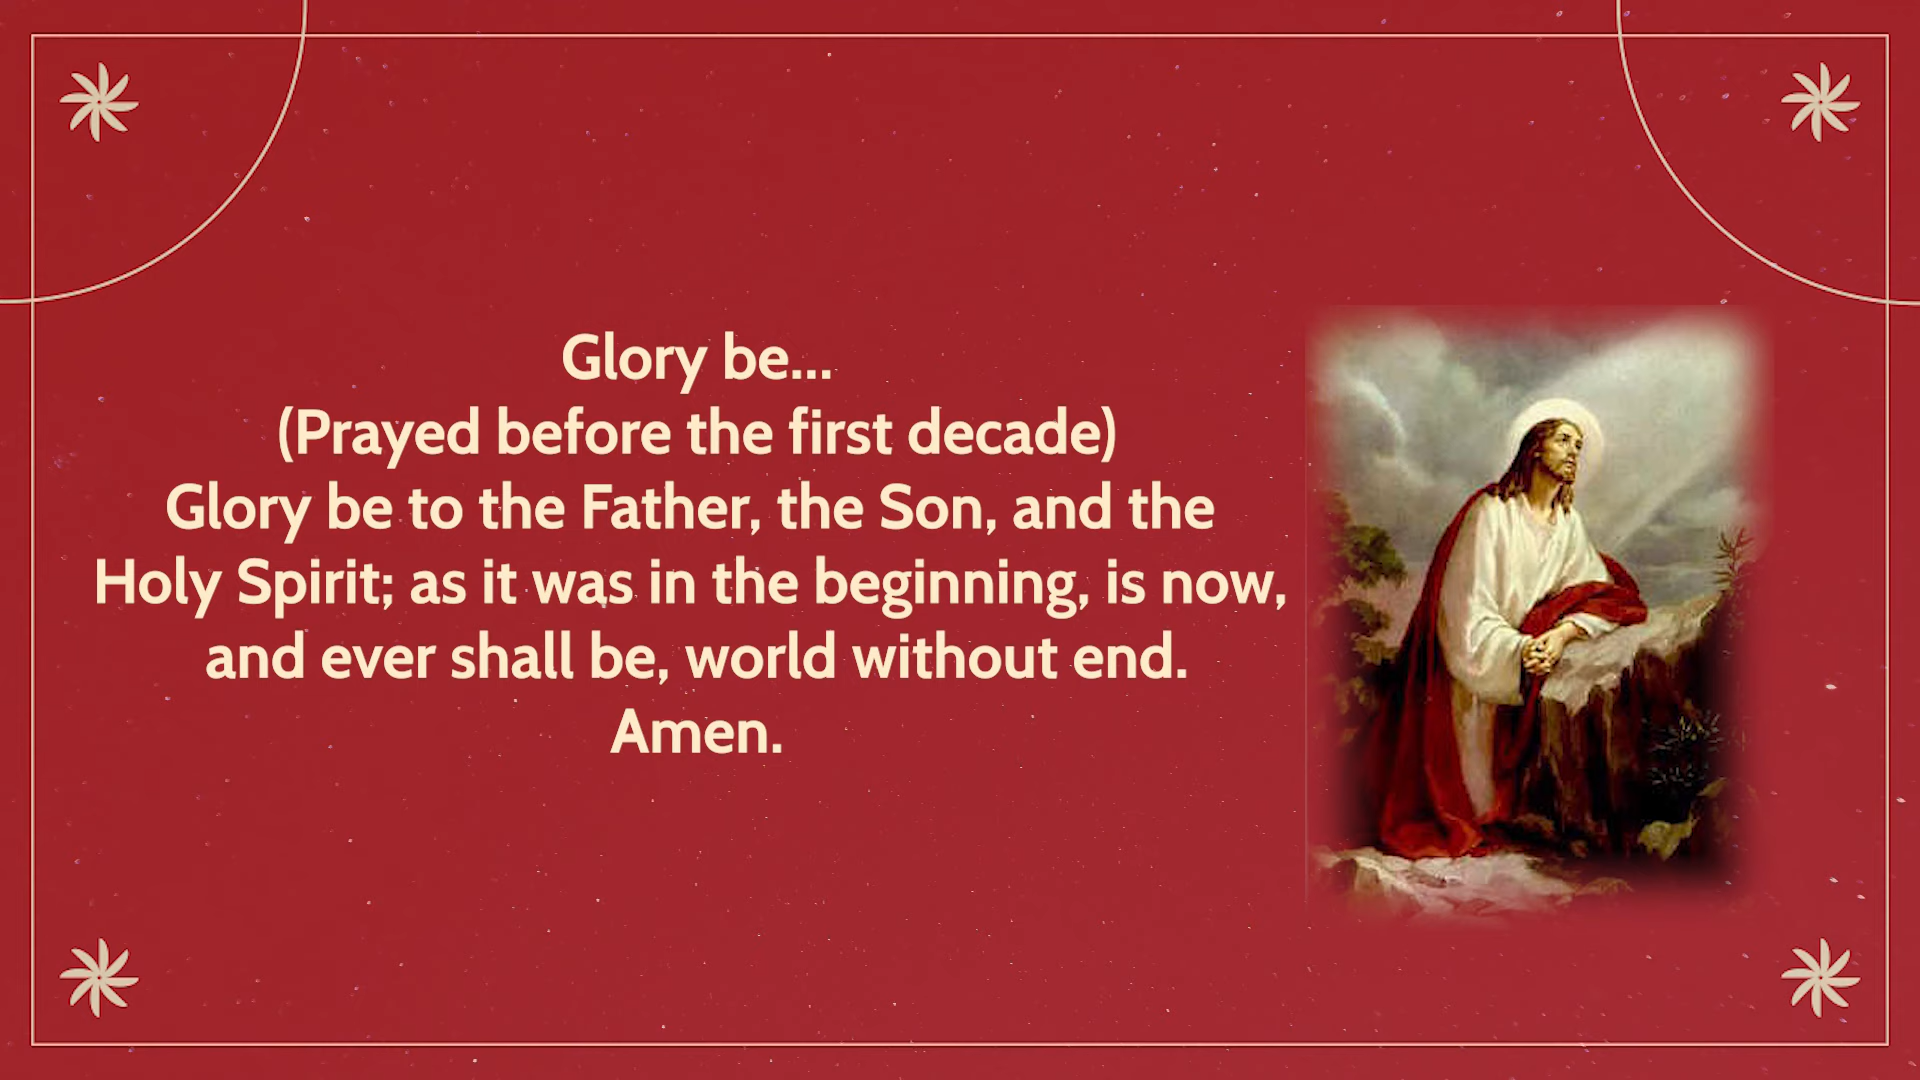 Glory be...
(Prayed before the first decade)
Glory be to the Father, the Son, and the
Holy Spirit; as it was in the beginning, is now,
and ever shall be, world without end.
Amen.